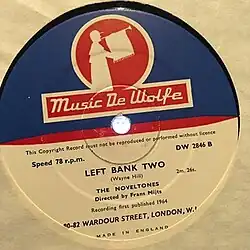 Music De Wolfe
This Copyright Record must not be reproduced or performed without licence
Speed 78 r.p.m. DW 2846 B
LEFT BANK TWO
(Wayne Hill) 2m. 26s.
THE NOVELTONES
Directed by Frans Mijts
Recording first published 1964
80-82 WARDOUR STREET, LONDON, W.1
MADE IN ENGLAND